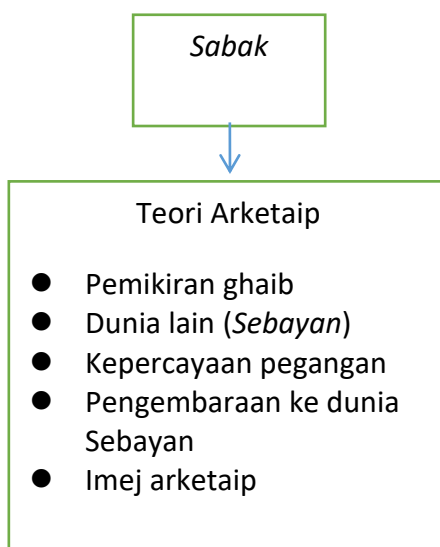 Sabak
Teori Arketaip
● Pemikiran ghaib
● Dunia lain (Sebayan)
● Kepercayaan pegangan
● Pengembaraan ke dunia
Sebayan
● Imej arketaip